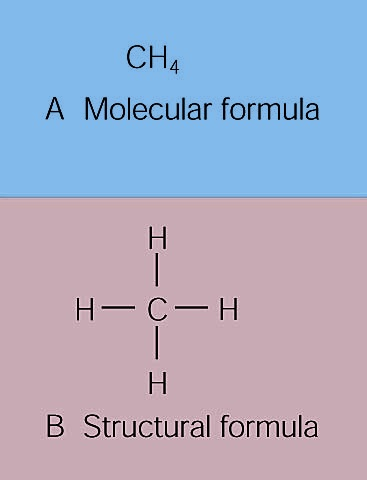 CH₄
A Molecular formula
H
H — C — H
H
B Structural formula